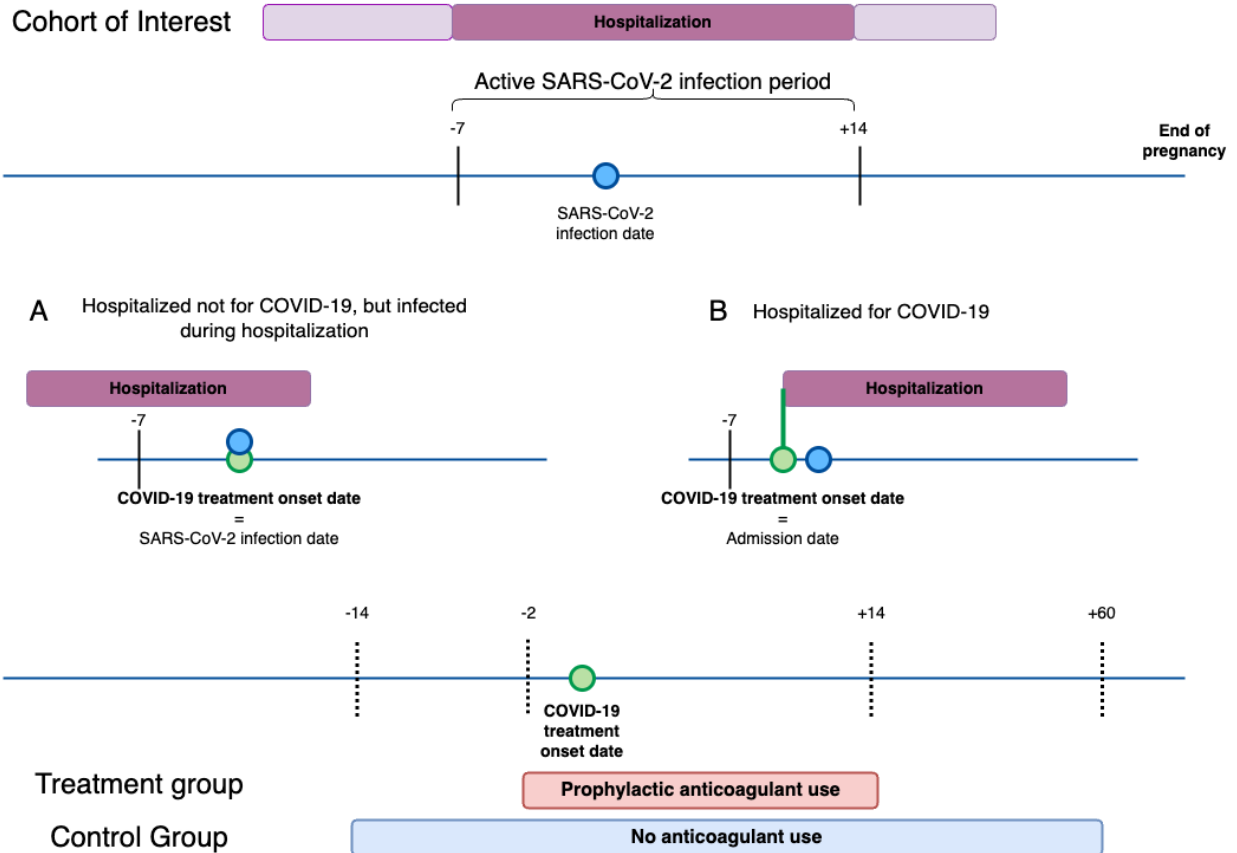 Cohort of Interest
Hospitalization
Active SARS-CoV-2 infection period
-7
+14
End of
pregnancy
SARS-CoV-2
infection date
A
Hospitalized not for COVID-19, but infected
during hospitalization
B
Hospitalized for COVID-19
Hospitalization
Hospitalization
-7
-7
COVID-19 treatment onset date
=
SARS-CoV-2 infection date
COVID-19 treatment onset date
=
Admission date
-14
-2
+14
+60
COVID-19
treatment
onset date
Treatment group
Prophylactic anticoagulant use
Control Group
No anticoagulant use